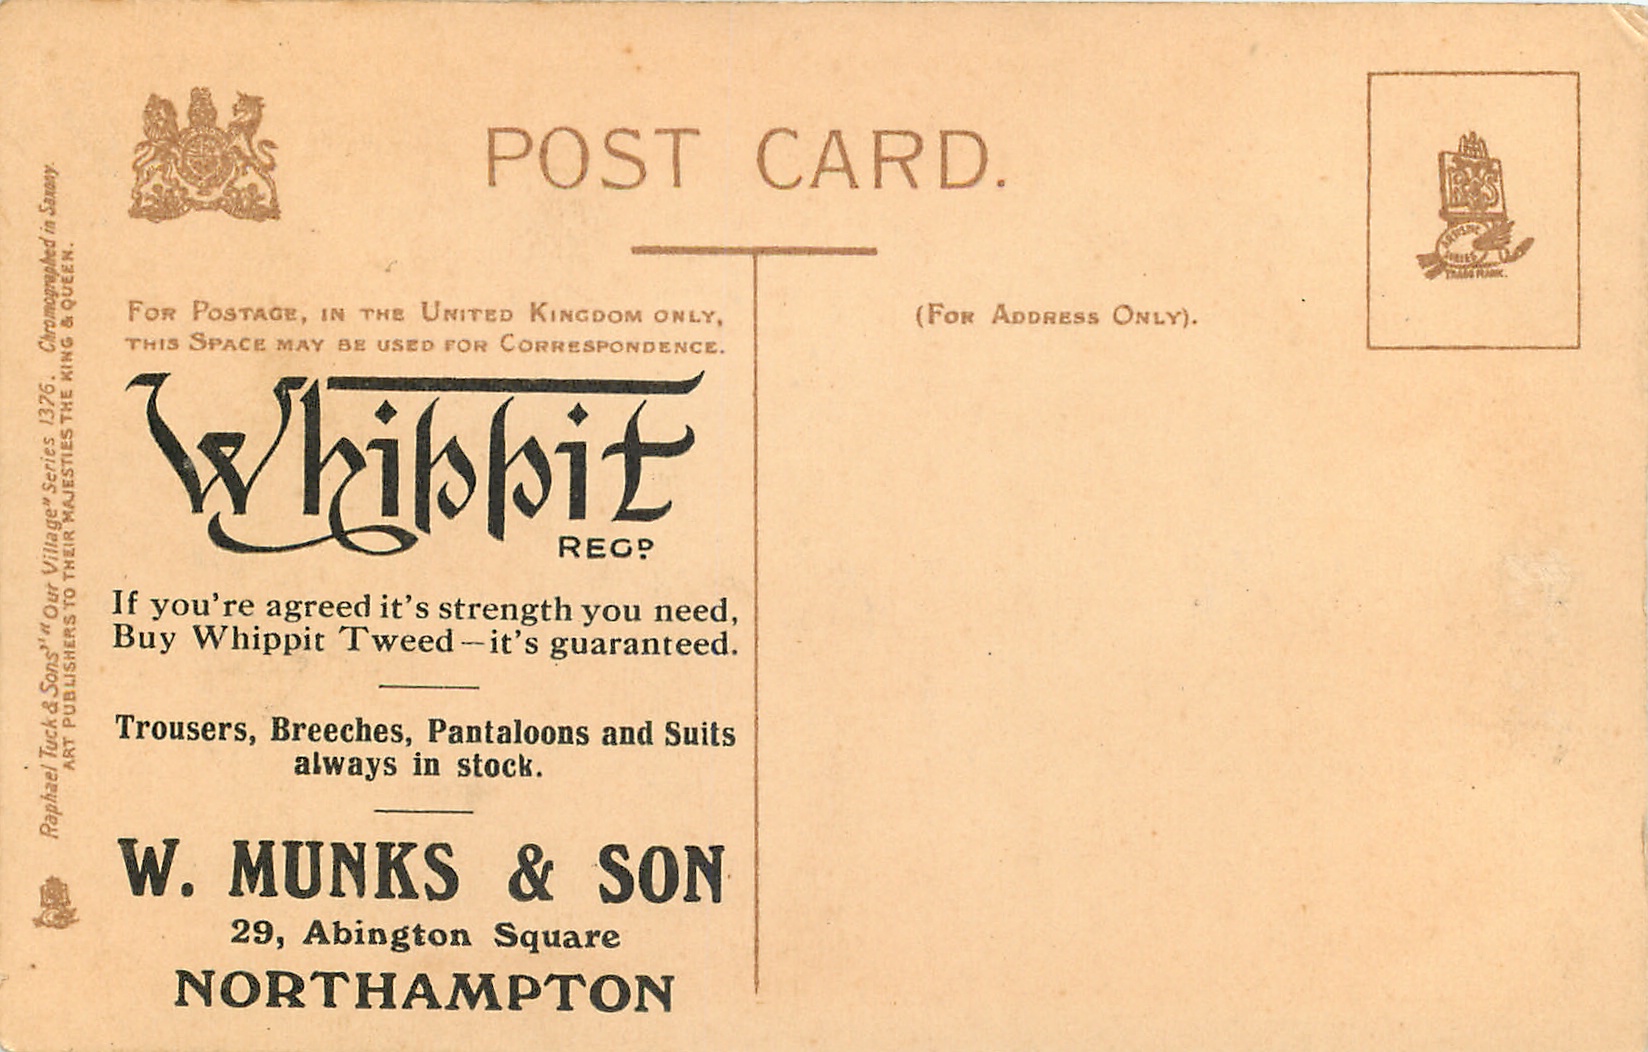 POST CARD.
FOR POSTAGE, IN THE UNITED KINGDOM ONLY,
THIS SPACE MAY BE USED FOR CORRESPONDENCE.
(FOR ADDRESS ONLY).
Whippit
REGD
If you're agreed it's strength you need,
Buy Whippit Tweed—it's guaranteed.
Trousers, Breeches, Pantaloons and Suits
always in stock.
W. MUNKS & SON
29, Abington Square
NORTHAMPTON
Raphael Tuck & Sons' "Our Village" Series 1376. Chromographed in Saxony.
ART PUBLISHERS TO THEIR MAJESTIES THE KING & QUEEN.
TRADE MARK.